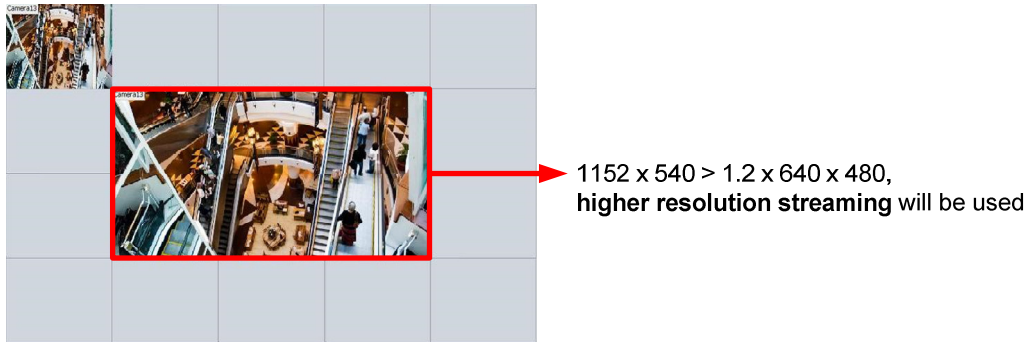 Camera13
Camera13
1152 x 540 > 1.2 x 640 x 480,
higher resolution streaming will be used